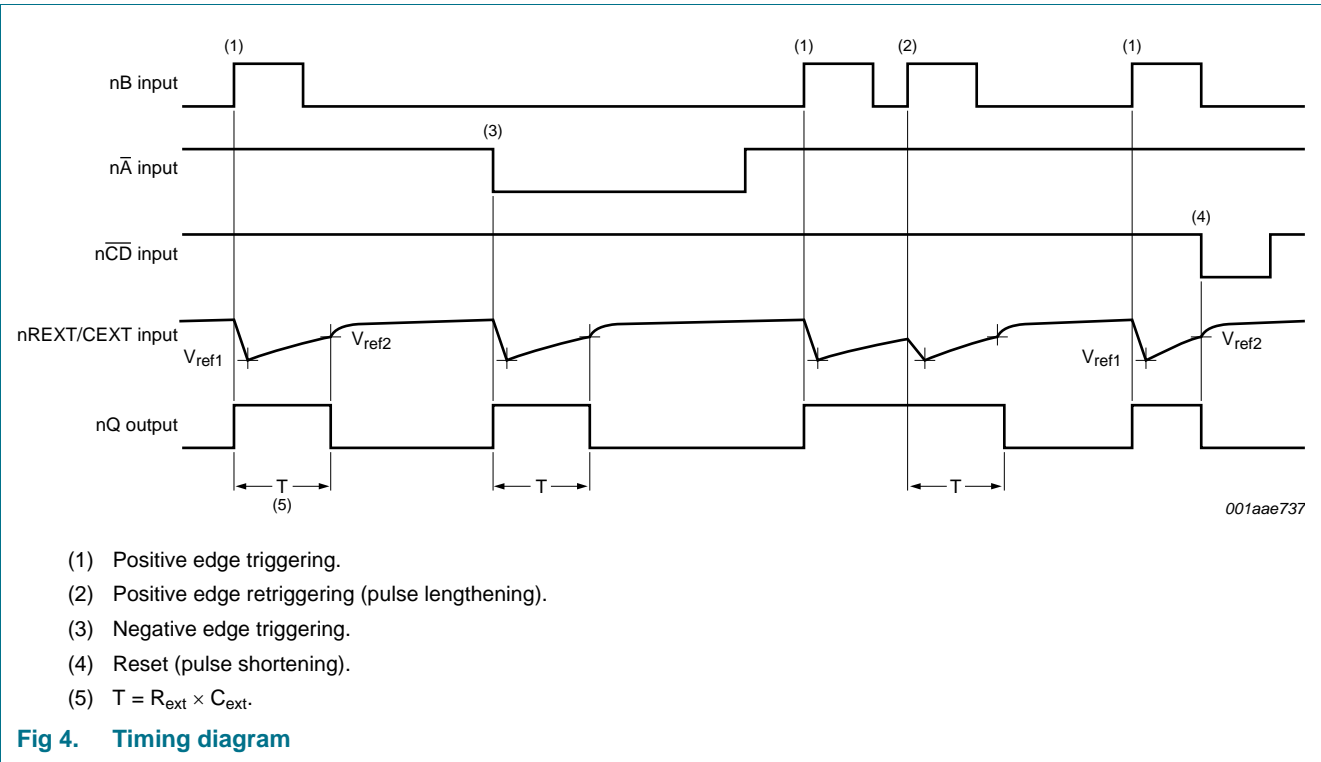 (1) (1) (2) (1)
nB input
(3)
nA̅ input
(4)
nC̅D̅ input
nREXT/CEXT input
Vref1 Vref2 Vref1 Vref2
nQ output
T T T
(5)
001aae737
(1) Positive edge triggering.
(2) Positive edge retriggering (pulse lengthening).
(3) Negative edge triggering.
(4) Reset (pulse shortening).
(5) T = Rext × Cext.
Fig 4. Timing diagram